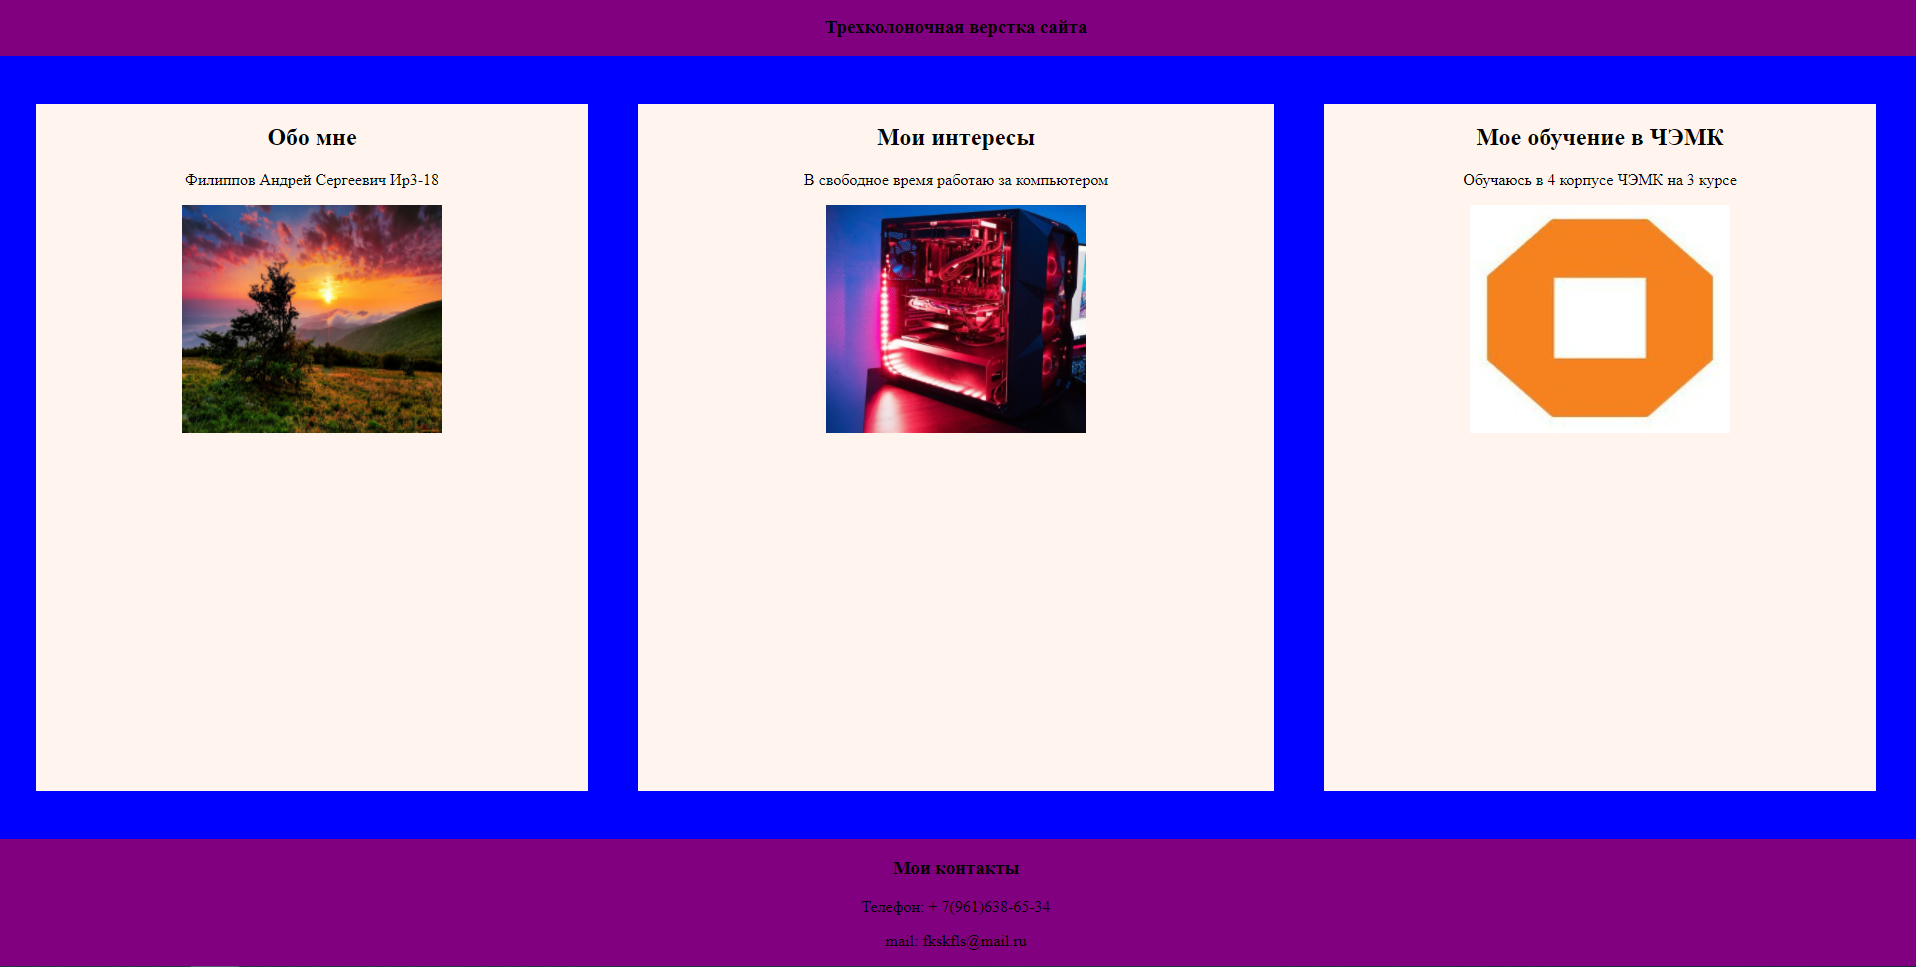 Трехколоночная верстка сайта
Обо мне
Филиппов Андрей Сергеевич Ир3-18
Мои интересы
В свободное время работаю за компьютером
Мое обучение в ЧЭМК
Обучаюсь в 4 корпусе ЧЭМК на 3 курсе
Мои контакты
Телефон: + 7(961)638-65-34
mail: fkskfls@mail.ru